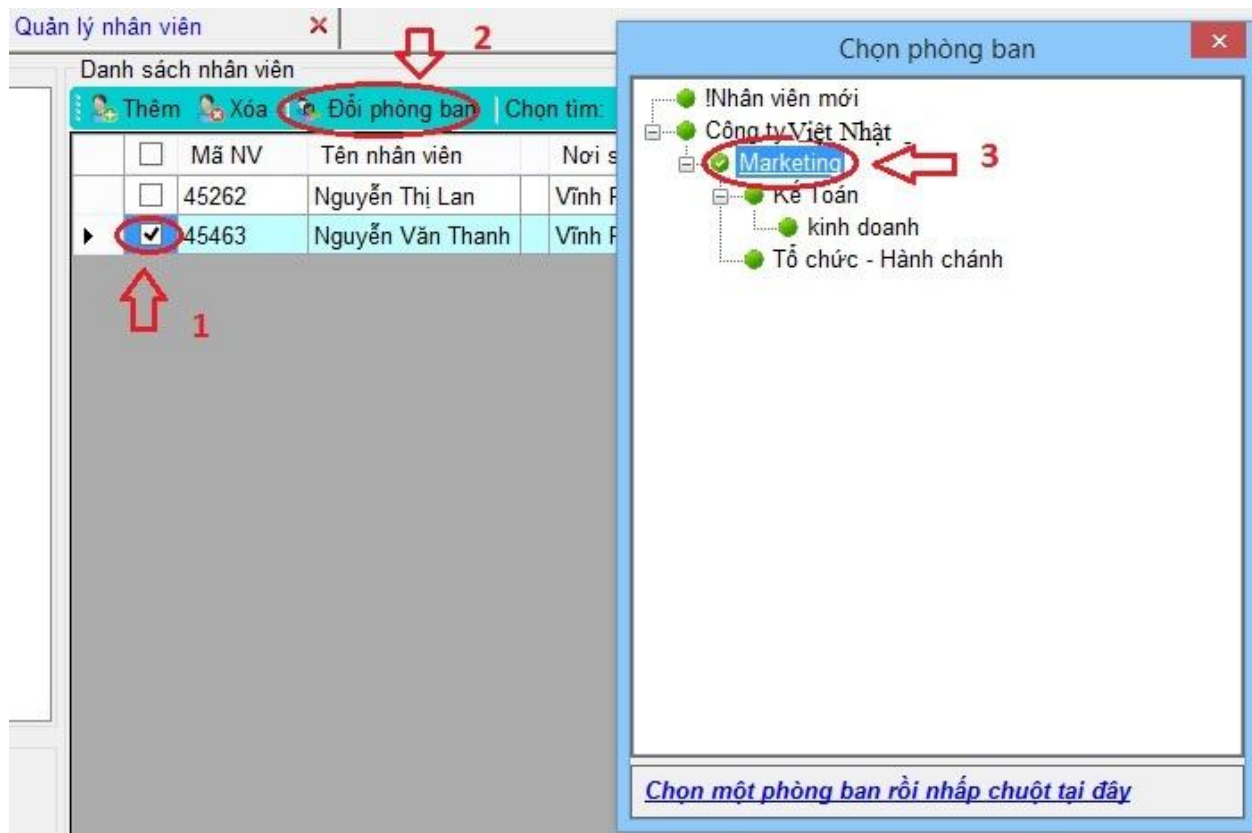 Quản lý nhân viên
2
Danh sách nhân viên
Thêm Xóa Đổi phòng ban Chọn tìm:
Mã NV Tên nhân viên Nơi
45262 Nguyễn Thị Lan Vĩnh
45463 Nguyễn Văn Thanh Vĩnh
1
Chọn phòng ban
!Nhân viên mới
Công ty Việt Nhật
Marketing
3
Kế Toán
kinh doanh
Tổ chức - Hành chánh
Chọn một phòng ban rồi nhấp chuột tại đây